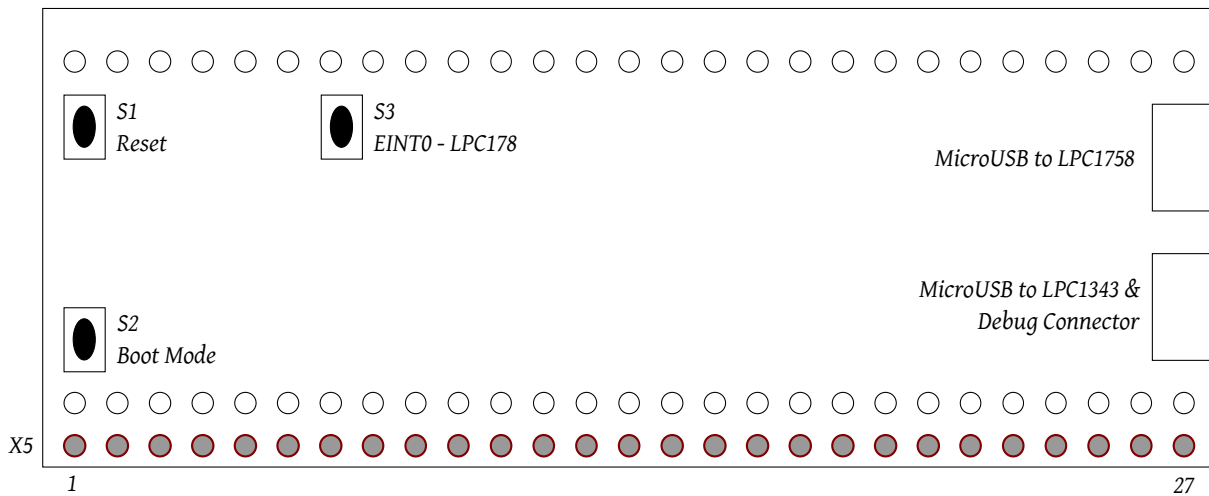 S1
Reset
S3
EINT0 - LPC178
MicroUSB to LPC1758
MicroUSB to LPC1343 &
Debug Connector
S2
Boot Mode
X5
1
27